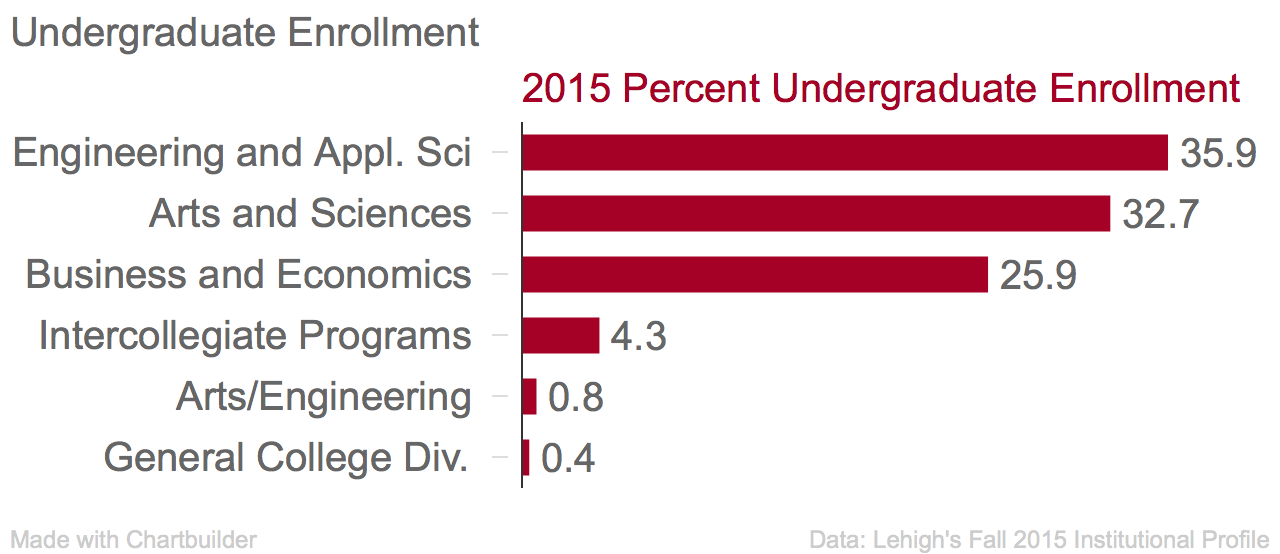 Undergraduate Enrollment
2015 Percent Undergraduate Enrollment
Engineering and Appl. Sci 35.9
Arts and Sciences 32.7
Business and Economics 25.9
Intercollegiate Programs 4.3
Arts/Engineering 0.8
General College Div. 0.4
Made with Chartbuilder Data: Lehigh's Fall 2015 Institutional Profile